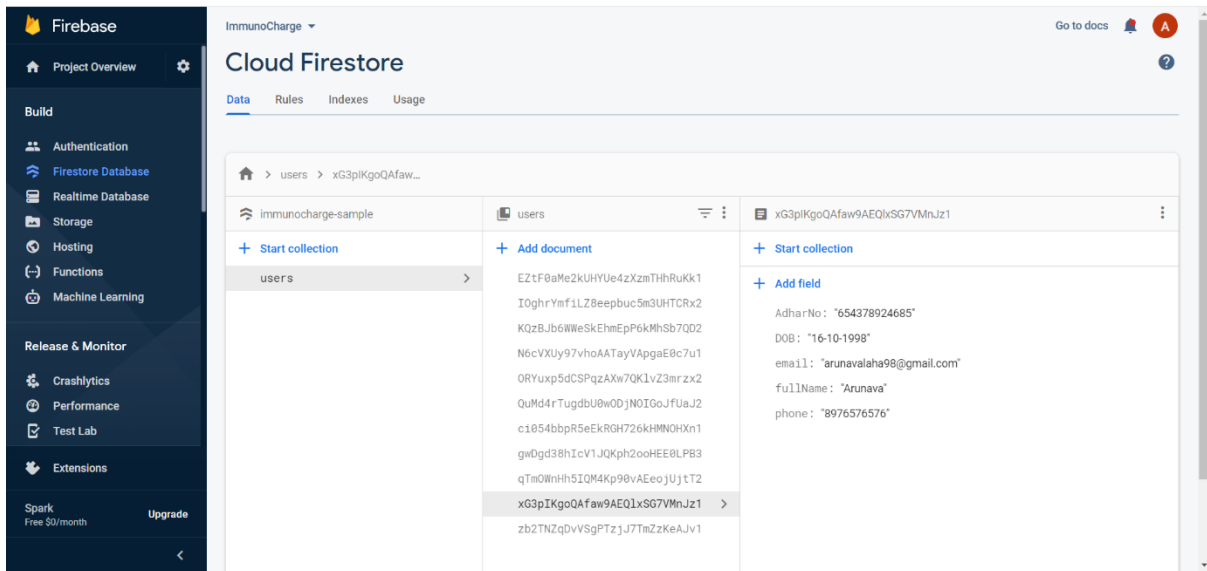 Firebase
Project Overview
Build
Authentication
Firestore Database
Realtime Database
Storage
Hosting
Functions
Machine Learning
Release & Monitor
Crashlytics
Performance
Test Lab
Extensions
Spark
Free $0/month
Upgrade
ImmunoCharge
Go to docs
A
Cloud Firestore
Data Rules Indexes Usage
> users > xG3pIKgoQAfaw...
immunocharge-sample
+ Start collection
users
users
+ Add document
EZtF0aMe2kUHYUe4zXzmTHhRuKk1
IOghrYmfiLZ8eepbuc5m3UHTCRx2
KQzBJb6WWeSkEhmEpP6kMhSb7QD2
N6cVXUy97vhoAATayVApgaE0c7u1
ORYuxp5dCSPqzAXw7QKlvZ3mrzx2
QuMd4rTugdbU0wODjNOIGoJfUaJ2
ci054bbpR5eEkRGH726kHMNOHXn1
gwDgd38hIcV1JQKph2ooHEE0LPB3
qTmOWnHh5IQM4Kp90vAEeojUjtT2
xG3pIKgoQAfaw9AEQlxSG7VMnJz1
zb2TNZqDvVSgPTzjJ7TmZzKeAJv1
xG3pIKgoQAfaw9AEQlxSG7VMnJz1
+ Start collection
+ Add field
AdharNo: "654378924685"
DOB: "16-10-1998"
email: "arunavalaha98@gmail.com"
fullName: "Arunava"
phone: "8976576576"